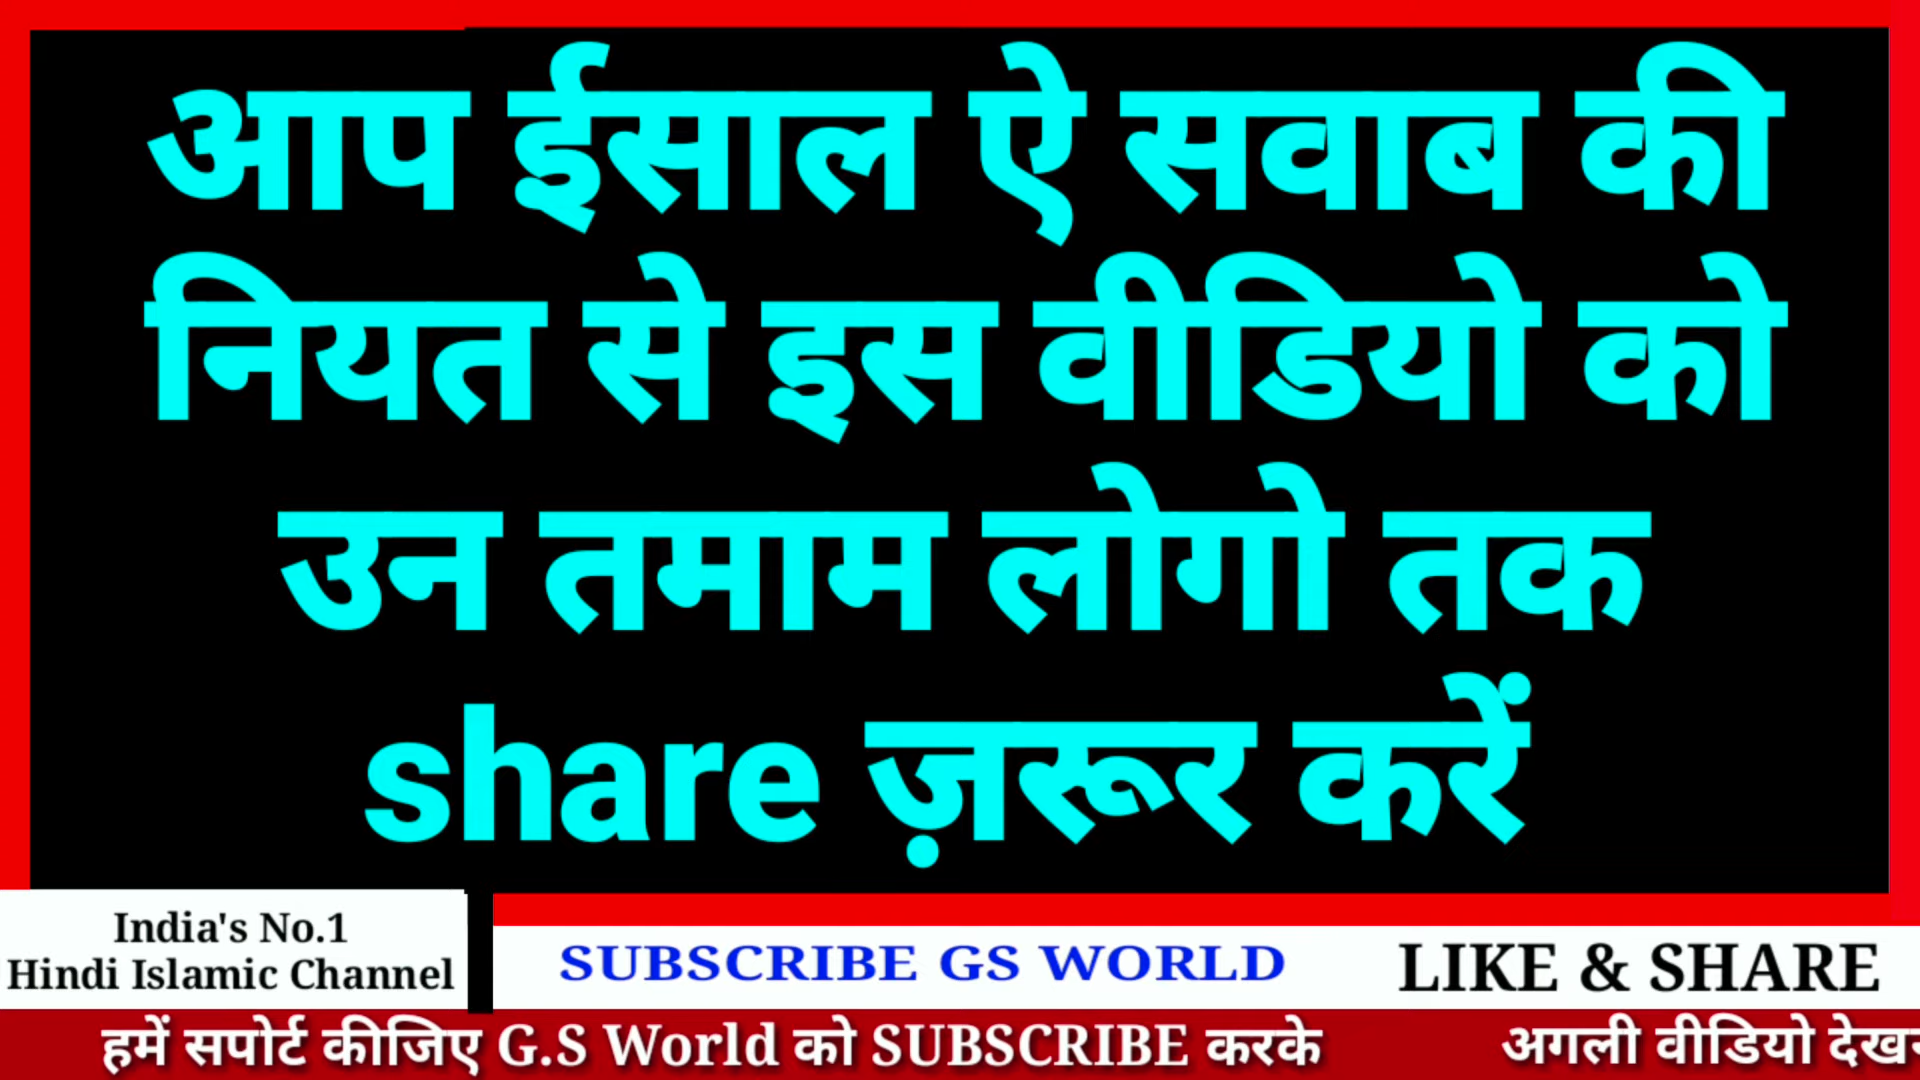 आप ईसाल ऐ सवाब की
नियत से इस वीडियो को
उन तमाम लोगो तक
share ज़रूर करें
India's No.1
Hindi Islamic Channel
SUBSCRIBE GS WORLD
LIKE & SHARE
हमें सपोर्ट कीजिए G.S World को SUBSCRIBE करके
अगली वीडियो